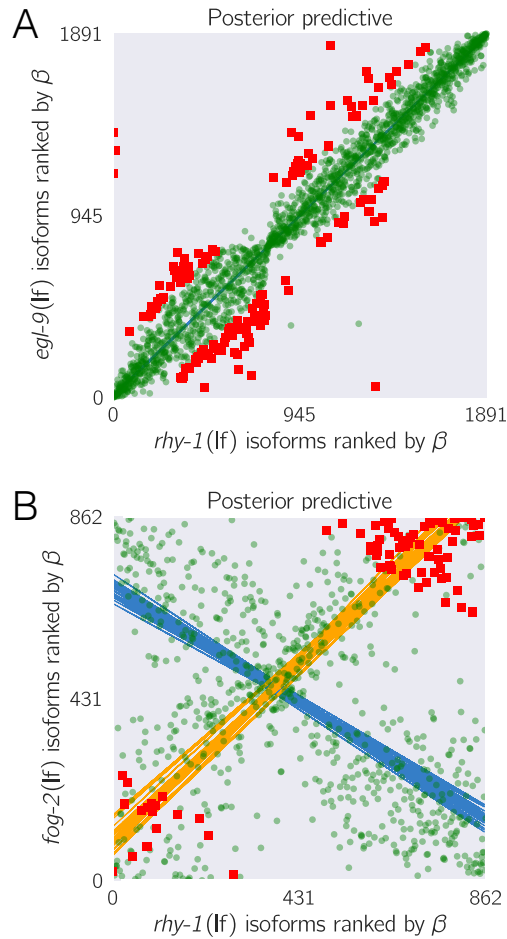 A
Posterior predictive
1891
945
0
egl-9(lf) isoforms ranked by β
0
945
1891
rhy-1(lf) isoforms ranked by β
B
Posterior predictive
862
431
0
fog-2(lf) isoforms ranked by β
0
431
862
rhy-1(lf) isoforms ranked by β